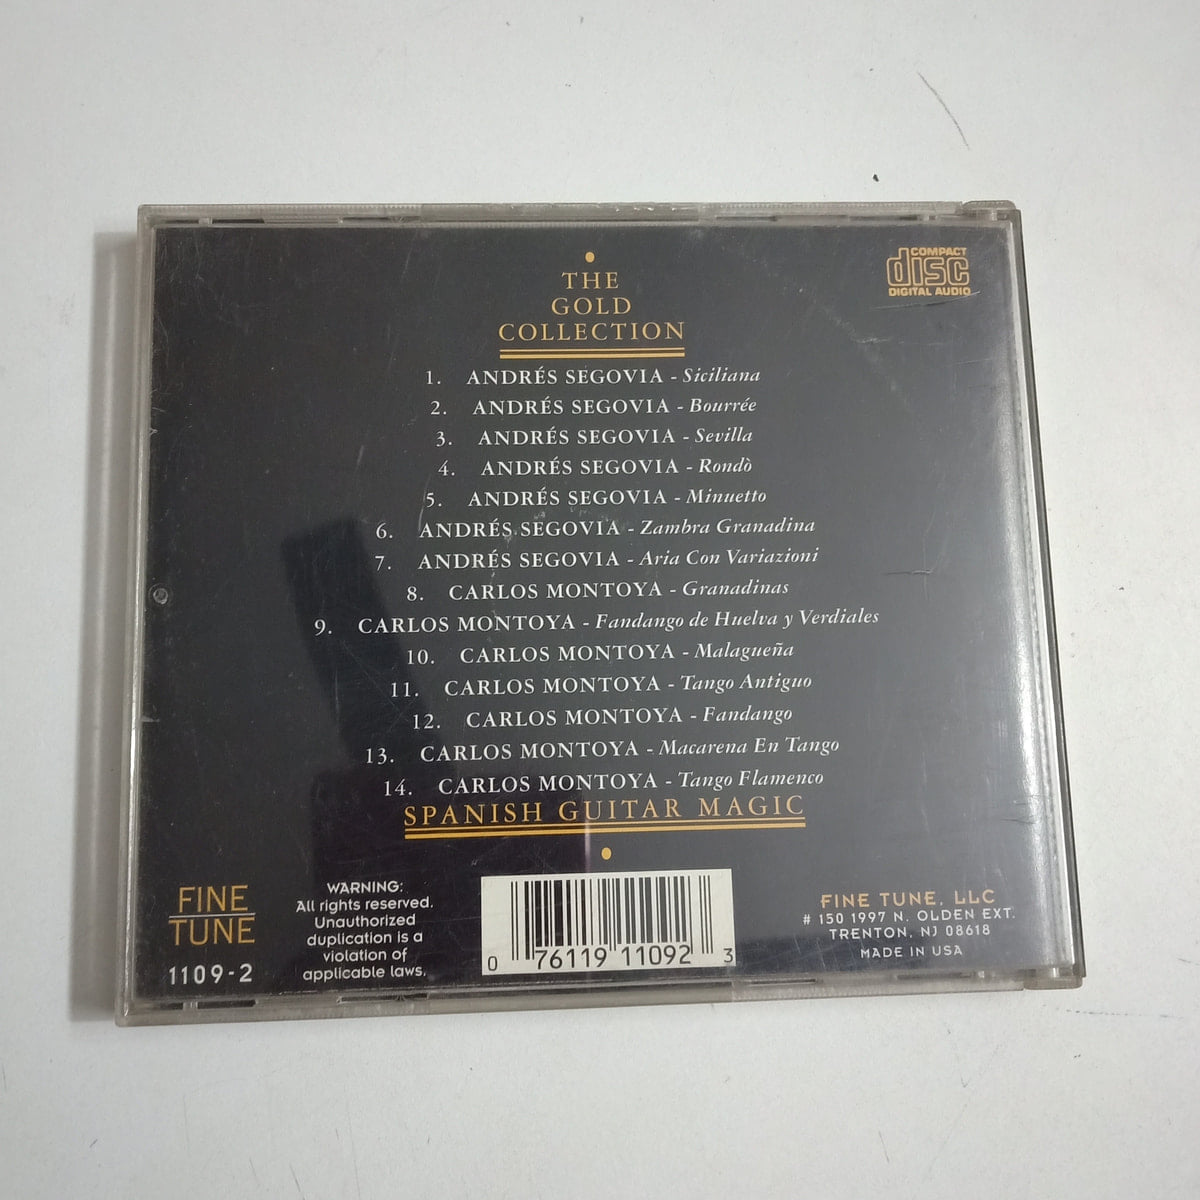 THE
GOLD
COLLECTION
COMPACT
disc
DIGITAL AUDIO
1. ANDRÉS SEGOVIA - Siciliana
2. ANDRÉS SEGOVIA - Bourrée
3. ANDRÉS SEGOVIA - Sevilla
4. ANDRÉS SEGOVIA - Rondò
5. ANDRÉS SEGOVIA - Minuetto
6. ANDRÉS SEGOVIA - Zambra Granadina
7. ANDRÉS SEGOVIA - Aria Con Variazioni
8. CARLOS MONTOYA - Granadinas
9. CARLOS MONTOYA - Fandango de Huelva y Verdiales
10. CARLOS MONTOYA - Malagueña
11. CARLOS MONTOYA - Tango Antiguo
12. CARLOS MONTOYA - Fandango
13. CARLOS MONTOYA - Macarena En Tango
14. CARLOS MONTOYA - Tango Flamenco
SPANISH GUITAR MAGIC
FINE
TUNE
1109-2
WARNING:
All rights reserved.
Unauthorized
duplication is a
violation of
applicable laws.
0 76119 11092 3
FINE TUNE, LLC
# 150 1997 N. OLDEN EXT.
TRENTON, NJ 08618
MADE IN USA